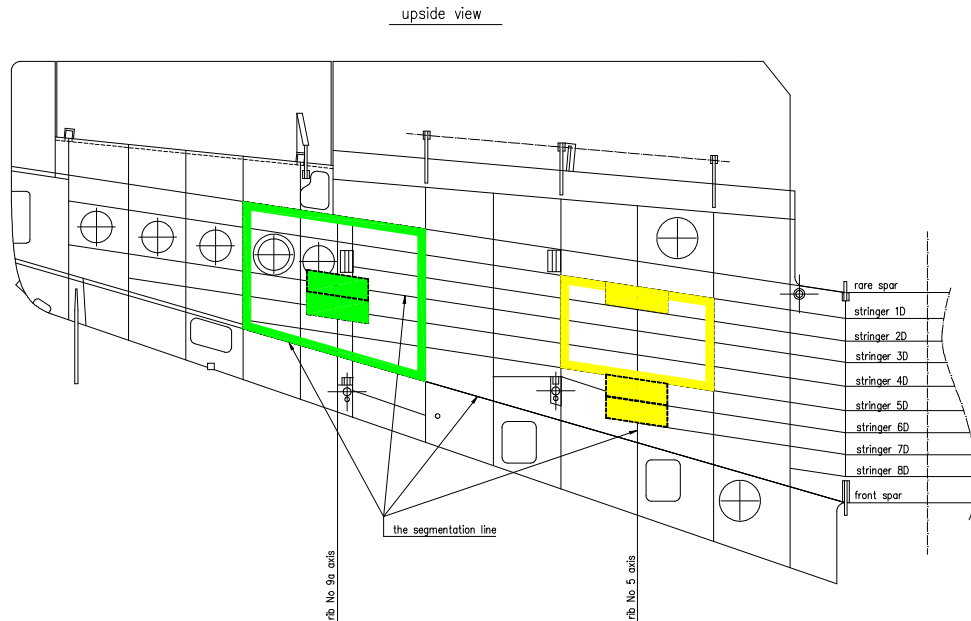 upside view
rare spar
stringer 1D
stringer 2D
stringer 3D
stringer 4D
stringer 5D
stringer 6D
stringer 7D
stringer 8D
front spar
the segmentation line
rib No 9a axis
rib No 5 axis